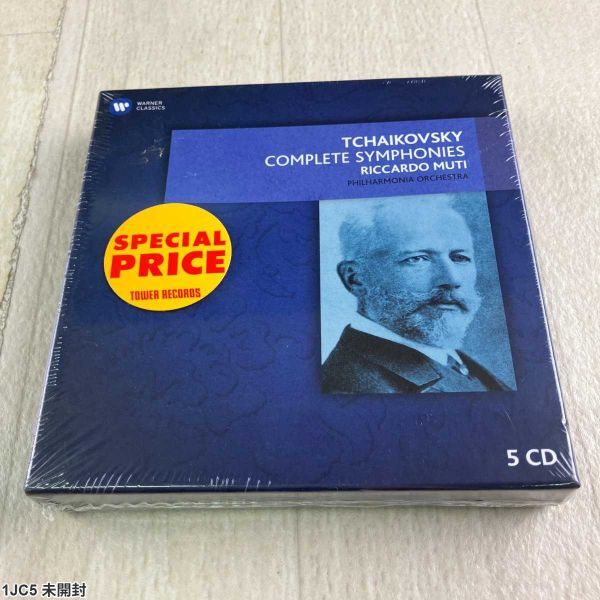 WARNER
CLASSICS
TCHAIKOVSKY
COMPLETE SYMPHONIES
RICCARDO MUTI
PHILHARMONIA ORCHESTRA
SPECIAL
PRICE
TOWER RECORDS
5 CD
1JC5 未開封